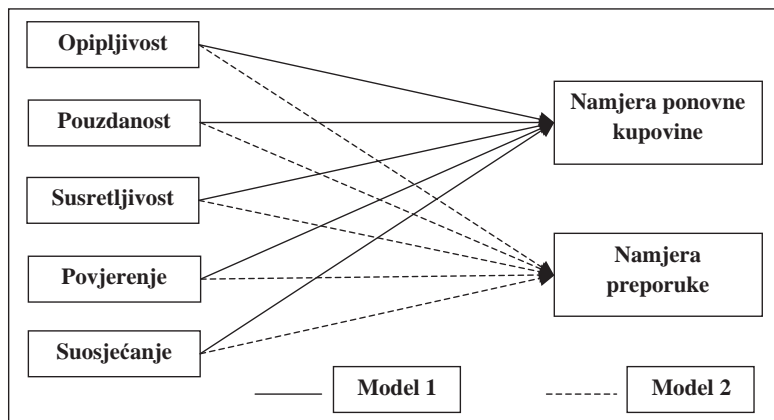 Opipljivost
Pouzdanost
Susretljivost
Povjerenje
Suosjećanje
Namjera ponovne
kupovine
Namjera
preporuke
Model 1
Model 2